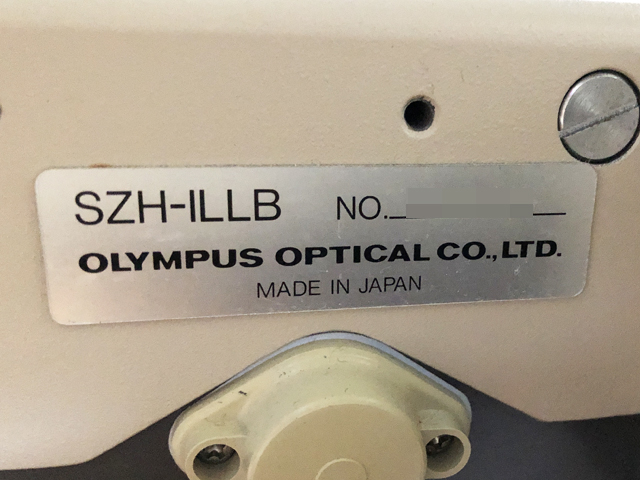 SZH-ILLB NO.
OLYMPUS OPTICAL CO., LTD.
MADE IN JAPAN